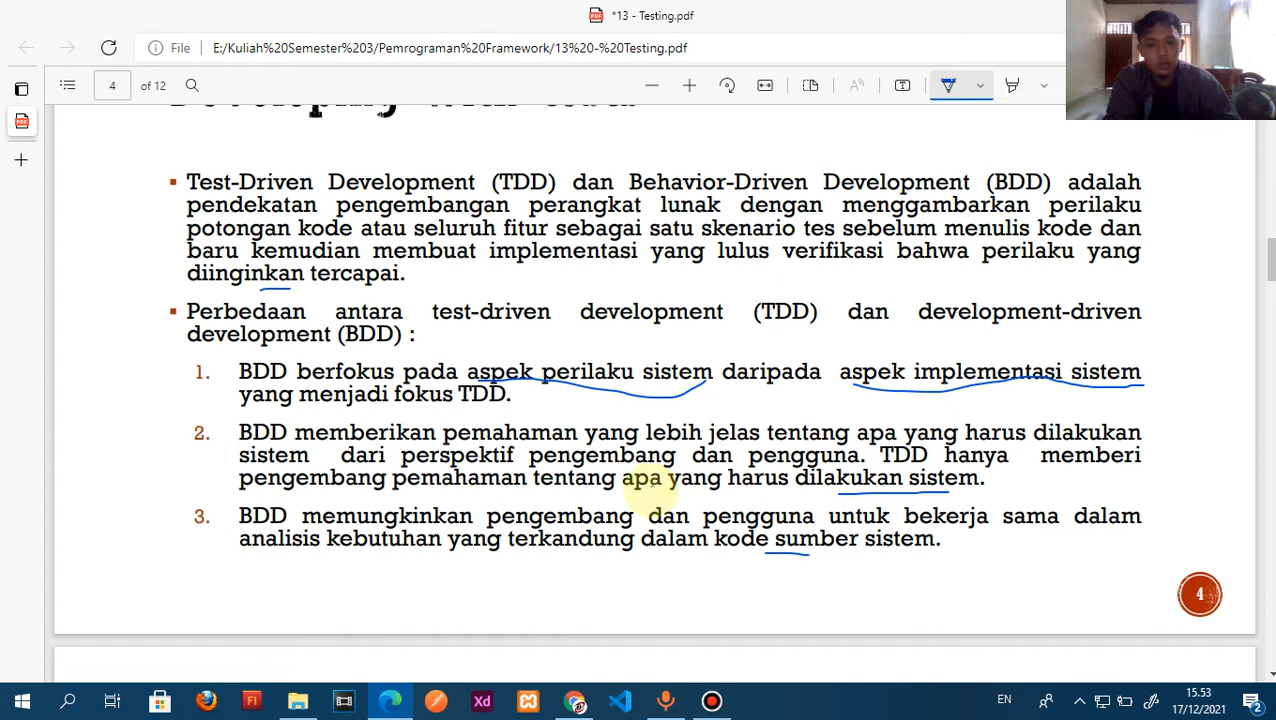 *13 - Testing.pdf
File E:/Kuliah%20Semester%203/Pemrograman%20Framework/13%20-%20Testing.pdf
4 of 12
Test-Driven Development (TDD) dan Behavior-Driven Development (BDD) adalah
pendekatan pengembangan perangkat lunak dengan menggambarkan perilaku
potongan kode atau seluruh fitur sebagai satu skenario tes sebelum menulis kode dan
baru kemudian membuat implementasi yang lulus verifikasi bahwa perilaku yang
diinginkan tercapai.
Perbedaan antara test-driven development (TDD) dan development-driven
development (BDD) :
1. BDD berfokus pada aspek perilaku sistem daripada aspek implementasi sistem
yang menjadi fokus TDD.
2. BDD memberikan pemahaman yang lebih jelas tentang apa yang harus dilakukan
sistem dari perspektif pengembang dan pengguna. TDD hanya memberi
pengembang pemahaman tentang apa yang harus dilakukan sistem.
3. BDD memungkinkan pengembang dan pengguna untuk bekerja sama dalam
analisis kebutuhan yang terkandung dalam kode sumber sistem.
4
EN
15.53
17/12/2021
2